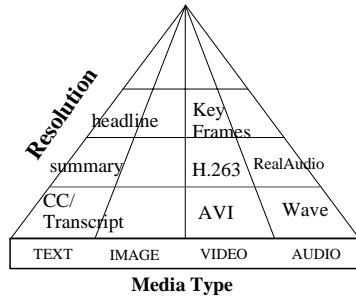 Resolution
headline
Key
Frames
summary
H.263
RealAudio
CC/
Transcript
AVI
Wave
TEXT
IMAGE
VIDEO
AUDIO
Media Type